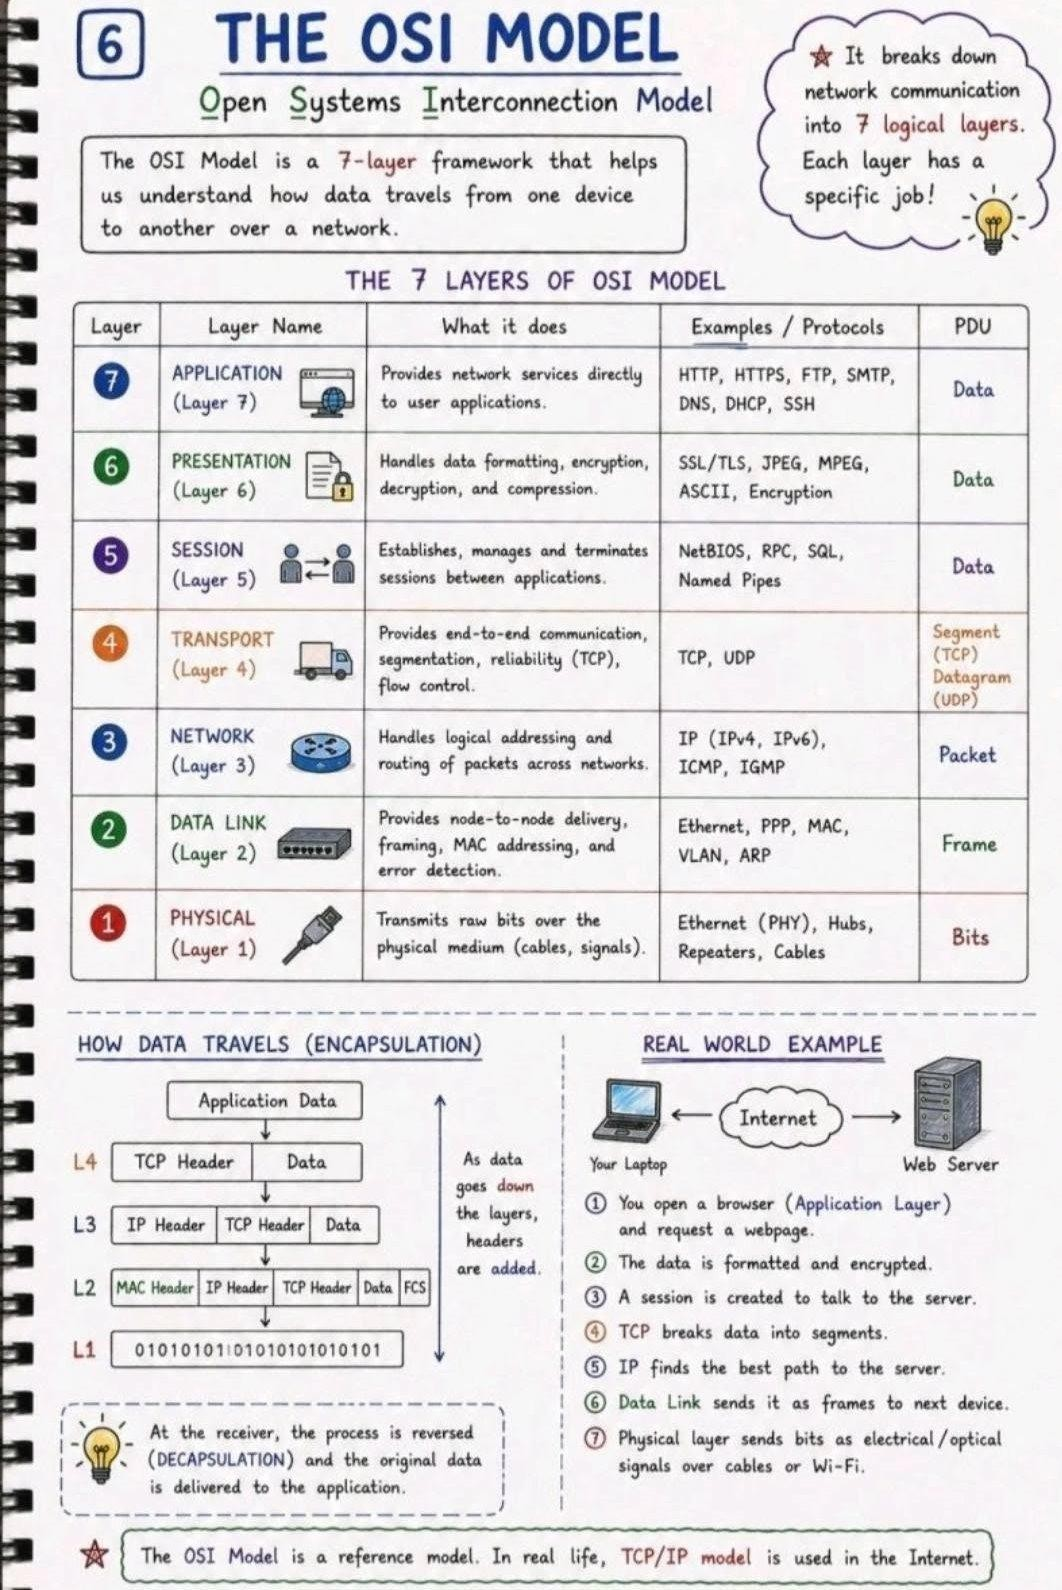 6
THE OSI MODEL
Open Systems Interconnection Model
★ It breaks down
network communication
into 7 logical layers.
Each layer has a
specific job!
The OSI Model is a 7-layer framework that helps
us understand how data travels from one device
to another over a network.
THE 7 LAYERS OF OSI MODEL
Layer Layer Name What it does Examples / Protocols PDU
7
APPLICATION
(Layer 7)
Provides network services directly
to user applications.
HTTP, HTTPS, FTP, SMTP,
DNS, DHCP, SSH
Data
6
PRESENTATION
(Layer 6)
Handles data formatting, encryption,
decryption, and compression.
SSL/TLS, JPEG, MPEG,
ASCII, Encryption
Data
5
SESSION
(Layer 5)
Establishes, manages and terminates
sessions between applications.
NetBIOS, RPC, SQL,
Named Pipes
Data
4
TRANSPORT
(Layer 4)
Provides end-to-end communication,
segmentation, reliability (TCP),
flow control.
TCP, UDP
Segment
(TCP)
Datagram
(UDP)
3
NETWORK
(Layer 3)
Handles logical addressing and
routing of packets across networks.
IP (IPv4, IPv6),
ICMP, IGMP
Packet
2
DATA LINK
(Layer 2)
Provides node-to-node delivery,
framing, MAC addressing, and
error detection.
Ethernet, PPP, MAC,
VLAN, ARP
Frame
1
PHYSICAL
(Layer 1)
Transmits raw bits over the
physical medium (cables, signals).
Ethernet (PHY), Hubs,
Repeaters, Cables
Bits
HOW DATA TRAVELS (ENCAPSULATION)
Application Data
L4 TCP Header Data
L3 IP Header TCP Header Data
L2 MAC Header IP Header TCP Header Data FCS
L1 01010101101010101010101
As data
goes down
the layers,
headers
are added.
At the receiver, the process is reversed
(DECAPSULATION) and the original data
is delivered to the application.
REAL WORLD EXAMPLE
Internet
Your Laptop
Web Server
① You open a browser (Application Layer)
and request a webpage.
② The data is formatted and encrypted.
③ A session is created to talk to the server.
④ TCP breaks data into segments.
⑤ IP finds the best path to the server.
⑥ Data Link sends it as frames to next device.
⑦ Physical layer sends bits as electrical/optical
signals over cables or Wi-Fi.
★ The OSI Model is a reference model. In real life, TCP/IP model is used in the Internet.